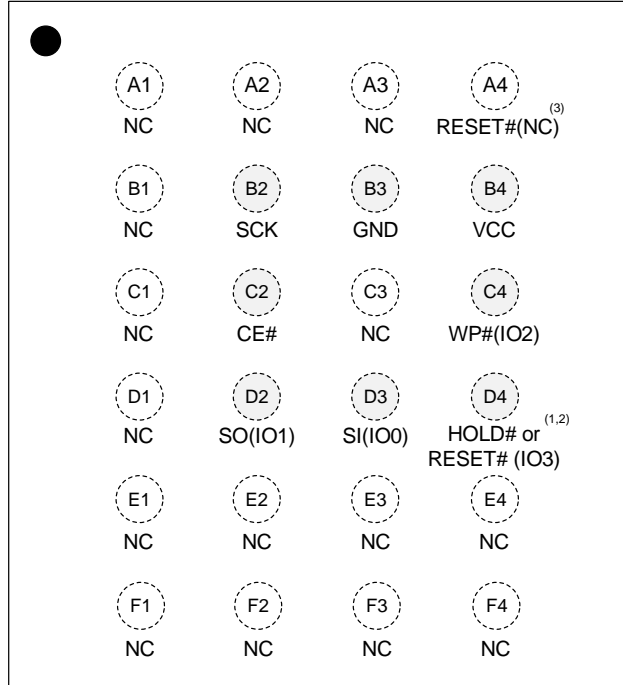 A1 A2 A3 A4
NC NC NC RESET#(NC) (3)
B1 B2 B3 B4
NC SCK GND VCC
C1 C2 C3 C4
NC CE# NC WP#(IO2)
D1 D2 D3 D4
NC SO(IO1) SI(IO0) HOLD# or (1,2)
RESET# (IO3)
E1 E2 E3 E4
NC NC NC NC
F1 F2 F3 F4
NC NC NC NC